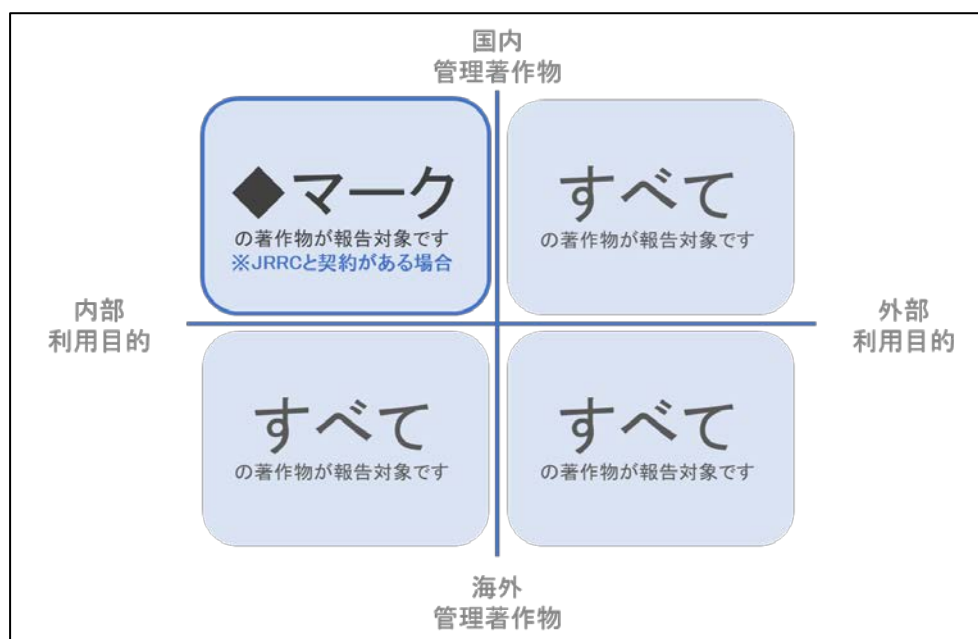 国内
管理著作物
◆マーク
の著作物が報告対象です
※JRRCと契約がある場合
すべて
の著作物が報告対象です
内部
利用目的
外部
利用目的
すべて
の著作物が報告対象です
すべて
の著作物が報告対象です
海外
管理著作物